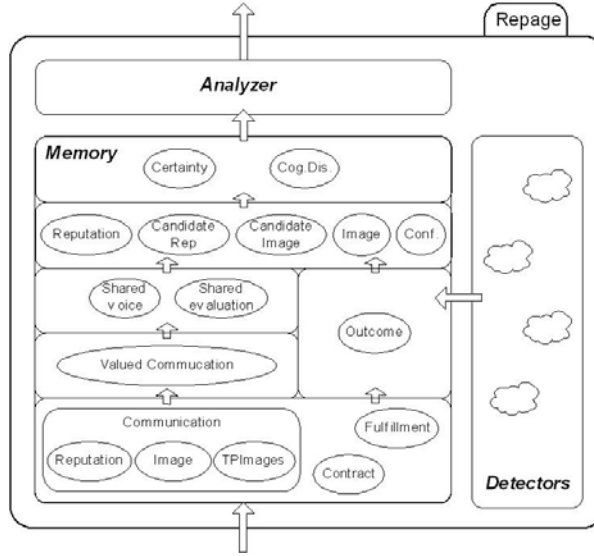 Repage
Analyzer
Memory
Certainty
Cog.Dis.
Reputation
Candidate
Rep
Candidate
Image
Image
Conf.
Shared
voice
Shared
evaluation
Outcome
Valued Commucation
Communication
Reputation
Image
TPImages
Fulfillment
Contract
Detectors